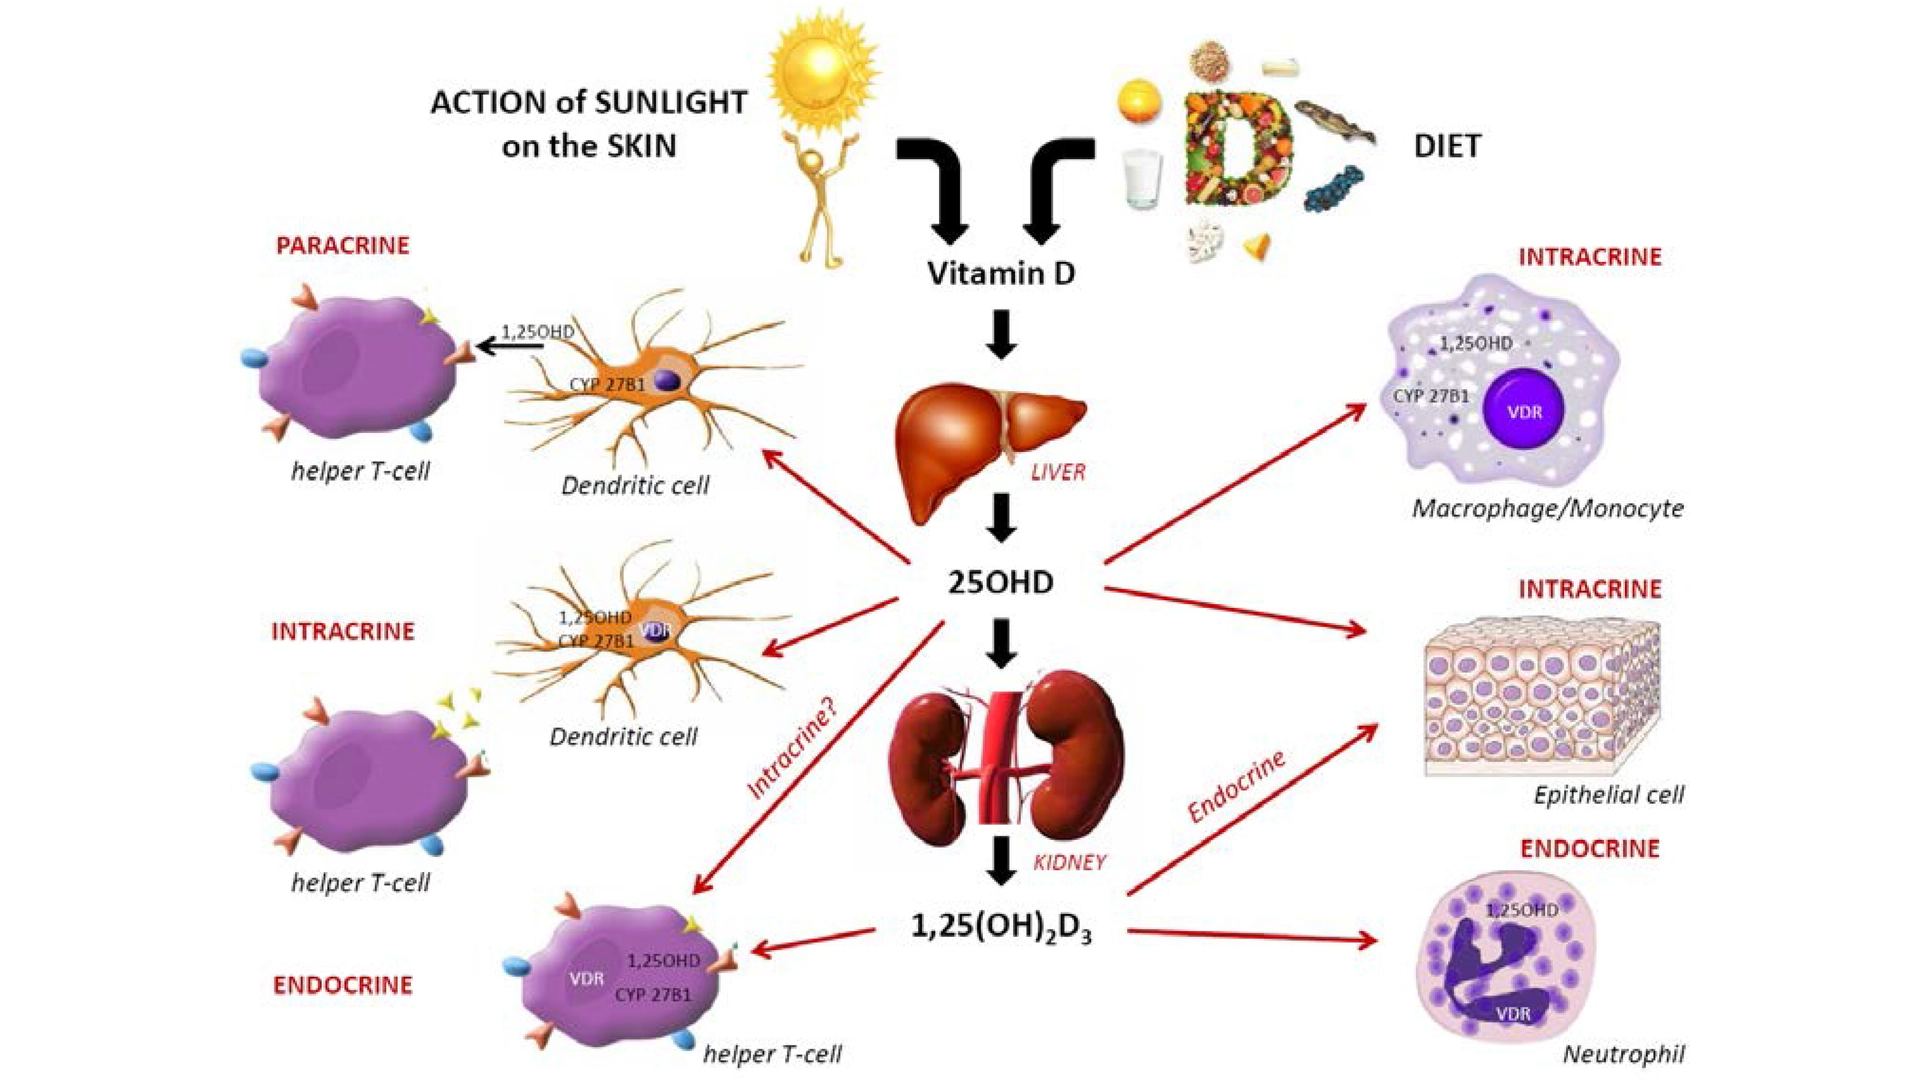 ACTION of SUNLIGHT
on the SKIN
DIET
Vitamin D
PARACRINE
1,25OHD
CYP 27B1
helper T-cell
Dendritic cell
INTRACRINE
1,25OHD
CYP 27B1
VDR
Macrophage/Monocyte
LIVER
25OHD
INTRACRINE
1,25OHD
CYP 27B1
VDR
Dendritic cell
helper T-cell
Intracrine?
INTRACRINE
Epithelial cell
Endocrine
KIDNEY
1,25(OH)₂D₃
ENDOCRINE
VDR
1,25OHD
CYP 27B1
helper T-cell
ENDOCRINE
1,25OHD
VDR
Neutrophil